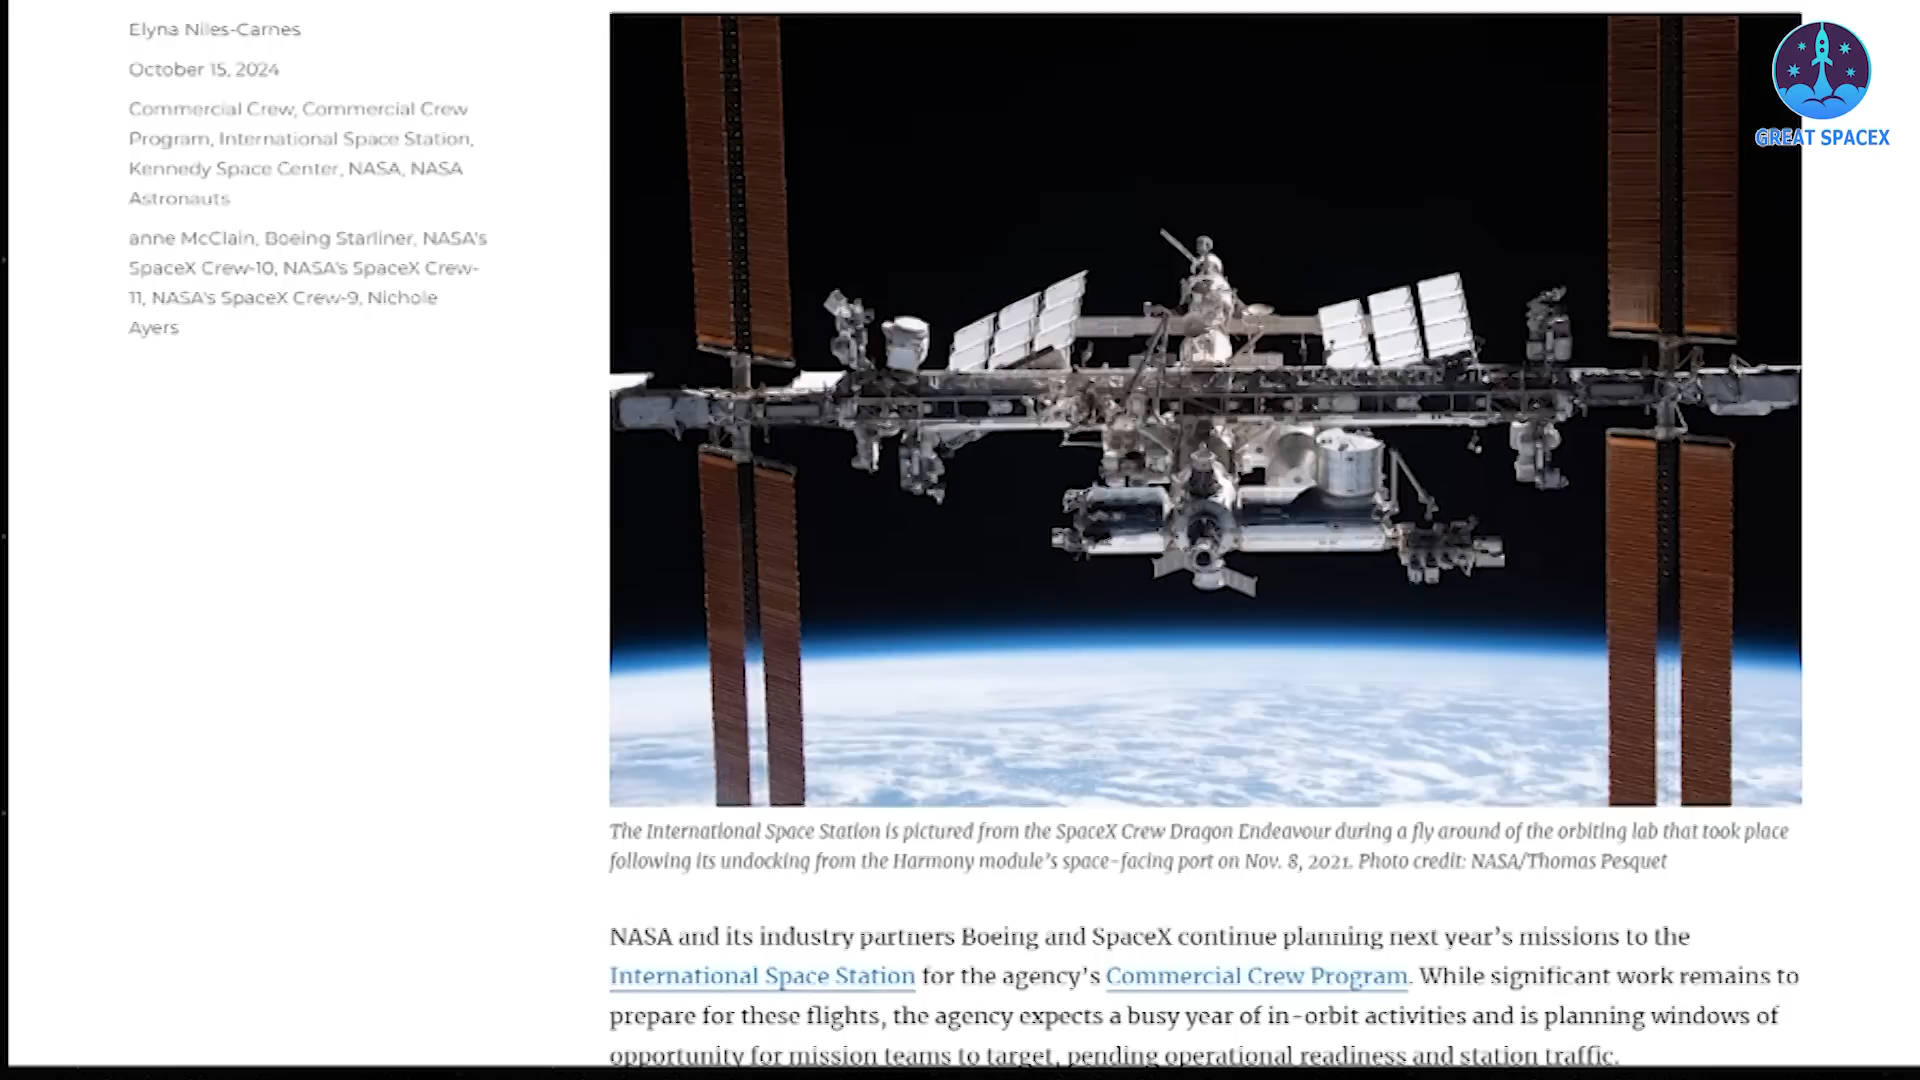 Elyna Niles-Carnes
October 15, 2024
Commercial Crew, Commercial Crew
Program, International Space Station,
Kennedy Space Center, NASA, NASA
Astronauts
anne McClain, Boeing Starliner, NASA's
SpaceX Crew-10, NASA's SpaceX Crew-
11, NASA's SpaceX Crew-9, Nichole
Ayers
GREAT SPACEX
The International Space Station is pictured from the SpaceX Crew Dragon Endeavour during a fly around of the orbiting lab that took place
following its undocking from the Harmony module's space-facing port on Nov. 8, 2021. Photo credit: NASA/Thomas Pesquet
NASA and its industry partners Boeing and SpaceX continue planning next year's missions to the
International Space Station for the agency's Commercial Crew Program. While significant work remains to
prepare for these flights, the agency expects a busy year of in-orbit activities and is planning windows of
opportunity for mission teams to target, pending operational readiness and station traffic.